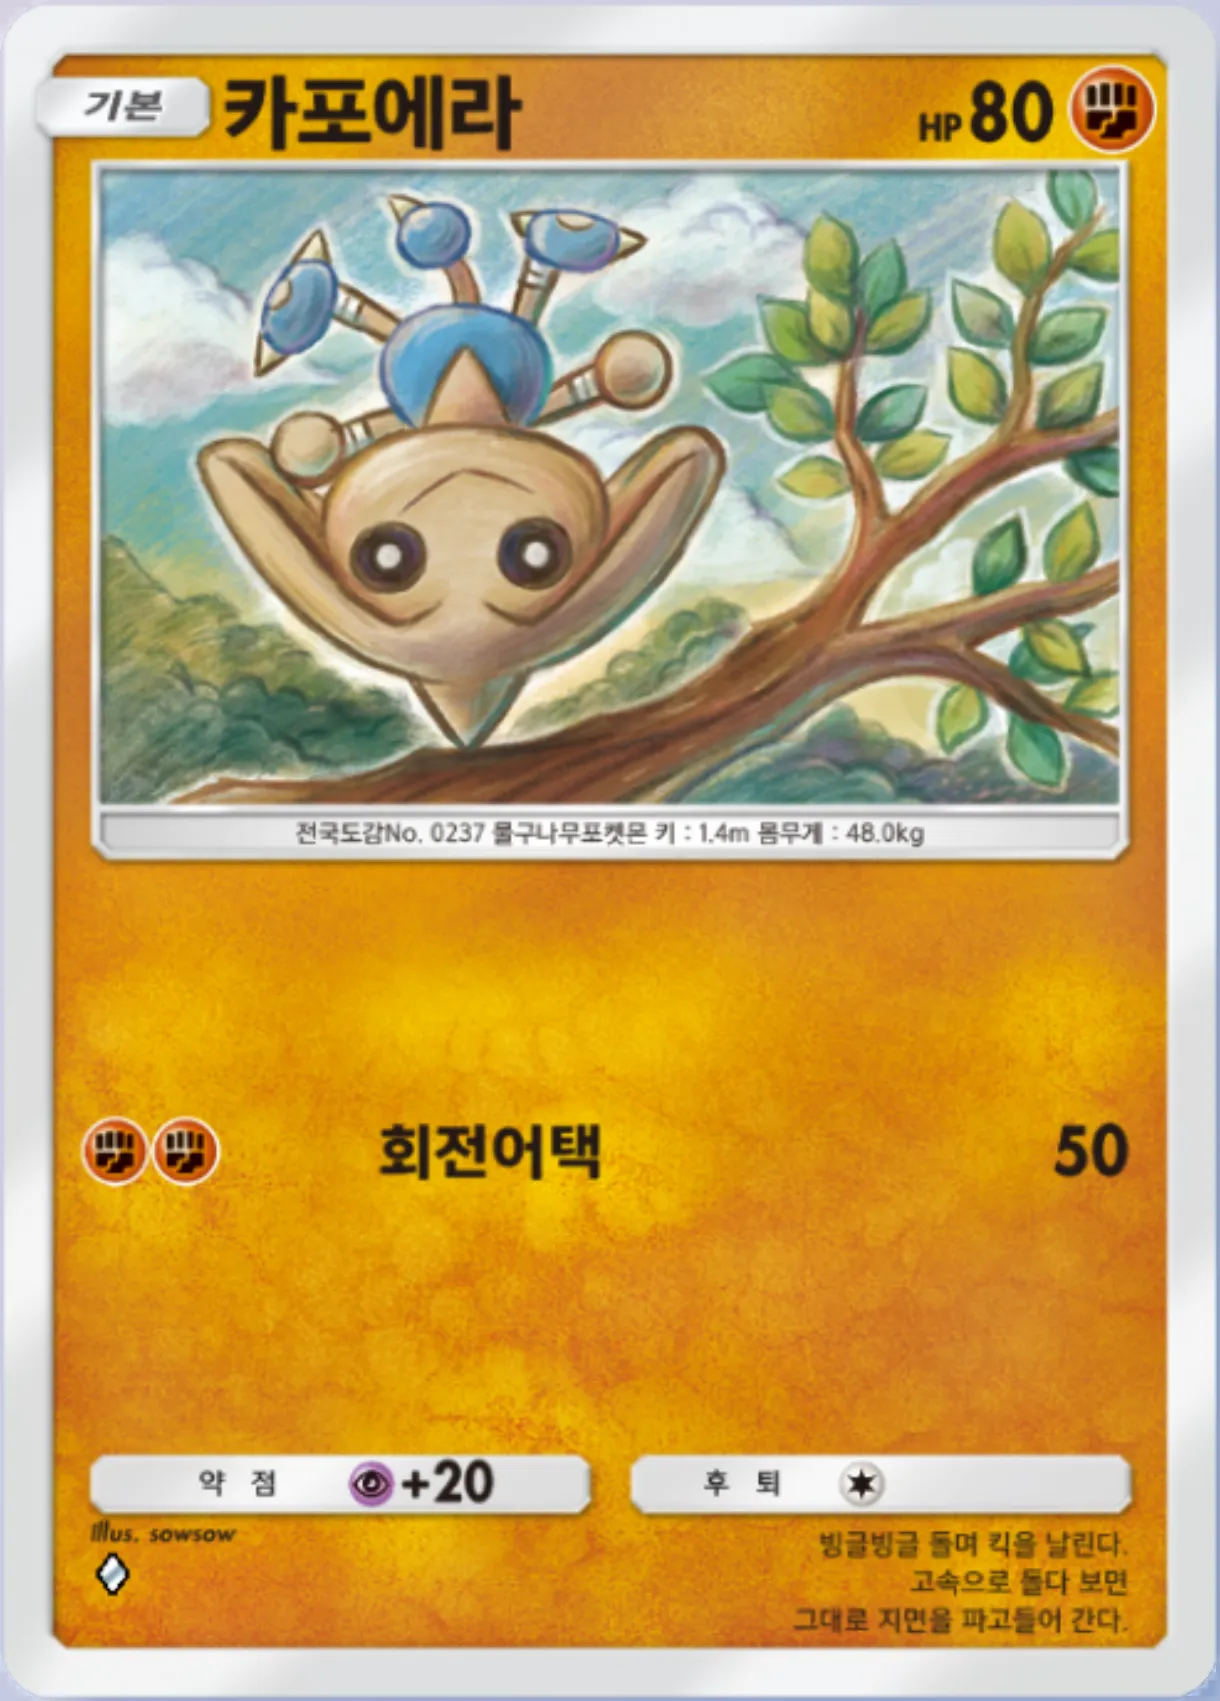 기본 카포에라 HP 80
전국도감No. 0237 물구나무포켓몬 키 : 1.4m 몸무게 : 48.0kg
회전어택 50
약점 +20 후퇴
Illus. sowsow
빙글빙글 돌며 킥을 날린다.
고속으로 돌다 보면
그대로 지면을 파고들어 간다.